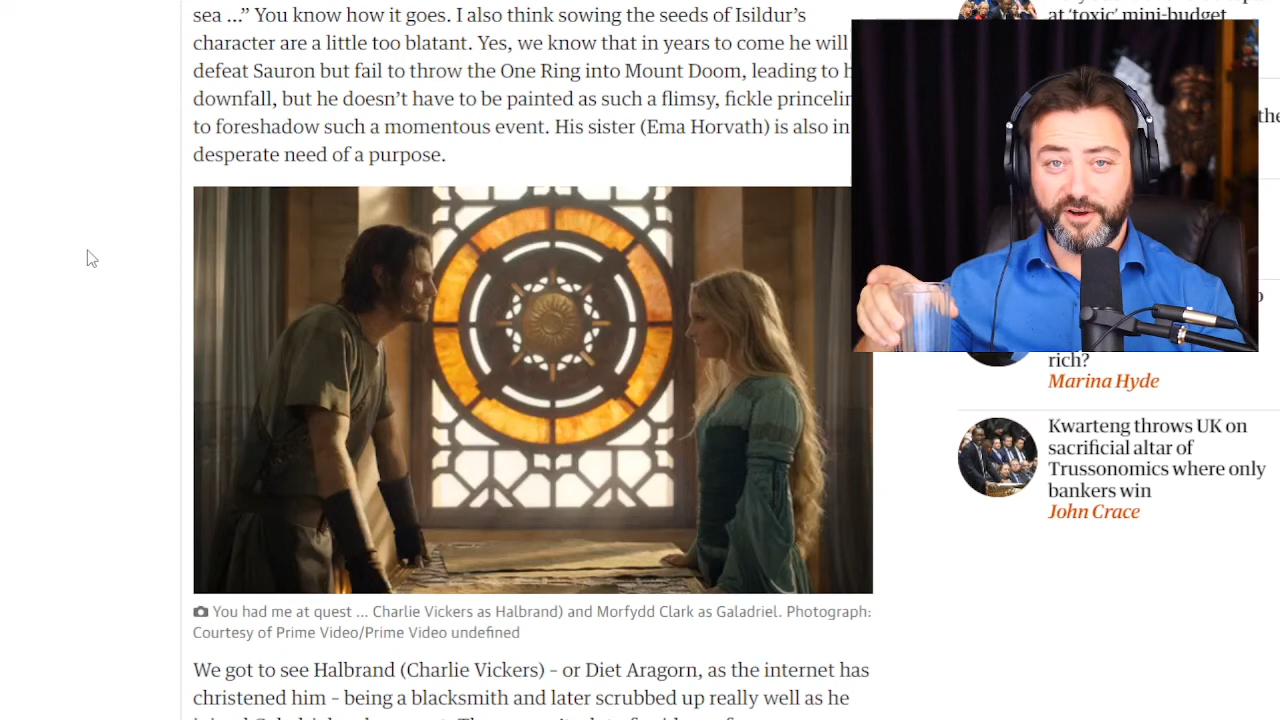 sea ...” You know how it goes. I also think sowing the seeds of Isildur’s
character are a little too blatant. Yes, we know that in years to come he will
defeat Sauron but fail to throw the One Ring into Mount Doom, leading to
downfall, but he doesn’t have to be painted as such a flimsy, fickle
to foreshadow such a momentous event. His sister (Ema Horvath) is also in
desperate need of a purpose.
You had me at quest ... Charlie Vickers as Halbrand) and Morfydd Clark as Galadriel. Photograph:
Courtesy of Prime Video/Prime Video undefined
We got to see Halbrand (Charlie Vickers) – or Diet Aragorn, as the internet has
christened him – being a blacksmith and later scrubbed up really well as he
at ‘toxic’ mini-budget
the
rich?
Marina Hyde
Kwarteng throws UK on
sacrificial altar of
Trussonomics where only
bankers win
John Crace